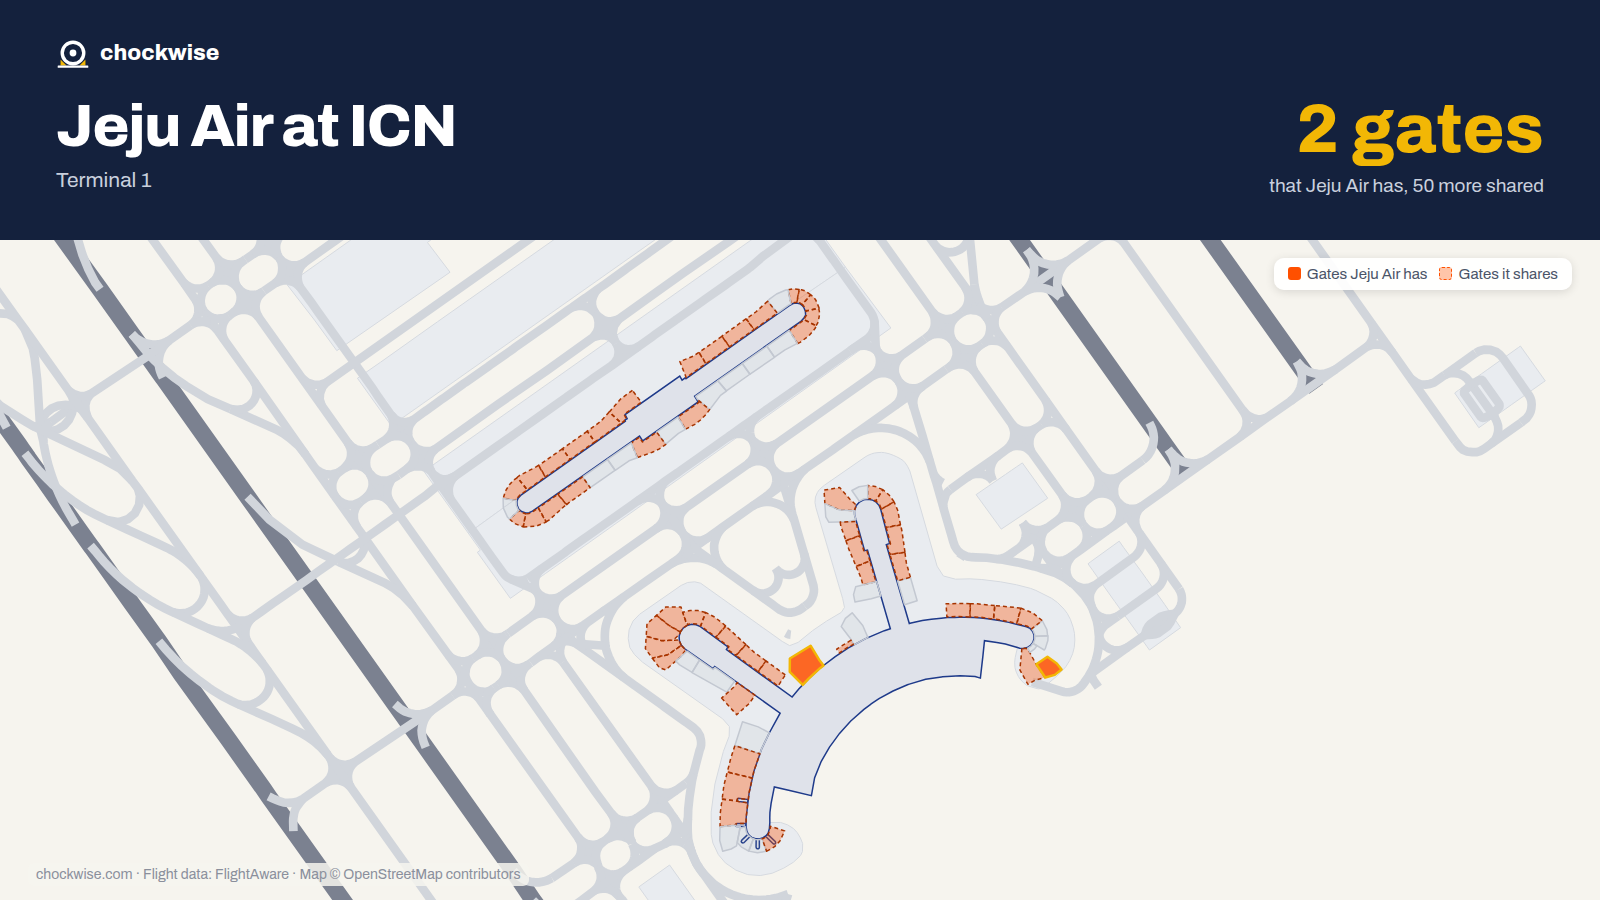 chockwise
Jeju Air at ICN
Terminal 1
2 gates
that Jeju Air has, 50 more shared
Gates Jeju Air has
Gates it shares
chockwise.com · Flight data: FlightAware · Map © OpenStreetMap contributors